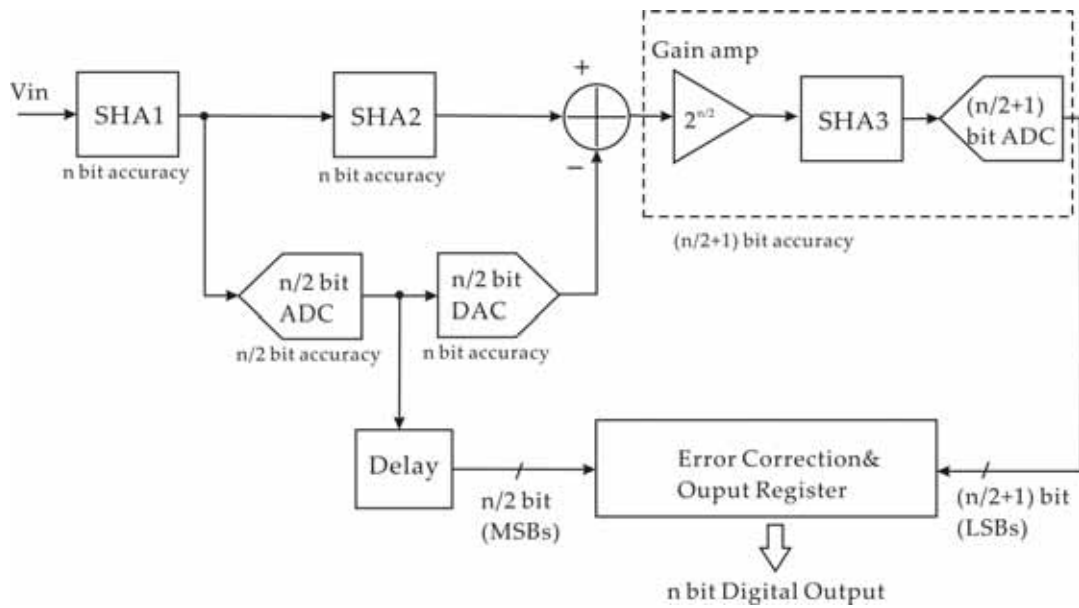 Gain amp
Vin
SHA1
SHA2
+
−
2^{n/2}
SHA3
(n/2+1)
bit ADC
n bit accuracy
n bit accuracy
(n/2+1) bit accuracy
n/2 bit
ADC
n/2 bit
DAC
n/2 bit accuracy
n bit accuracy
Delay
n/2 bit
(MSBs)
Error Correction&
Ouput Register
(n/2+1) bit
(LSBs)
n bit Digital Output